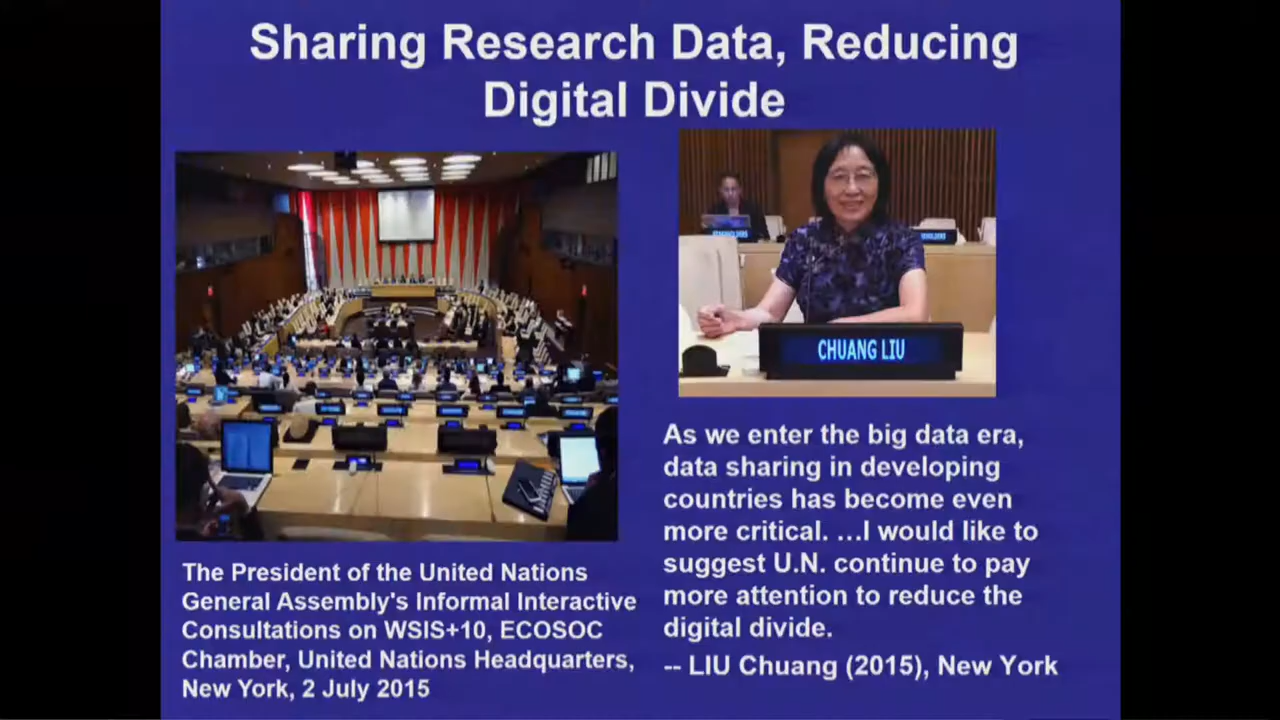 Sharing Research Data, Reducing
Digital Divide
CHUANG LIU
The President of the United Nations
General Assembly's Informal Interactive
Consultations on WSIS+10, ECOSOC
Chamber, United Nations Headquarters,
New York, 2 July 2015
As we enter the big data era,
data sharing in developing
countries has become even
more critical. …I would like to
suggest U.N. continue to pay
more attention to reduce the
digital divide.
-- LIU Chuang (2015), New York